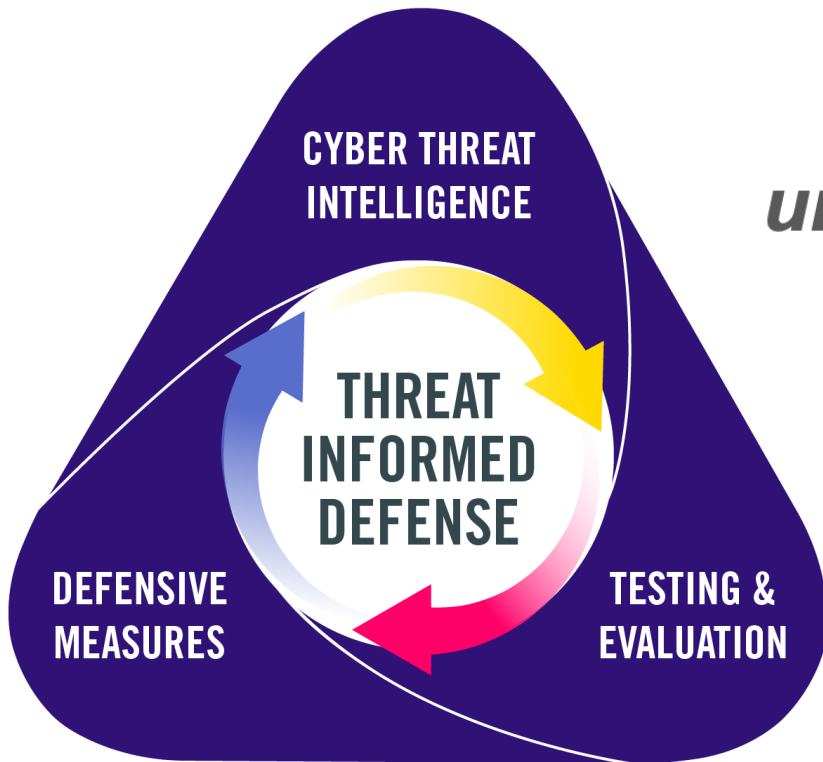 CYBER THREAT
INTELLIGENCE
THREAT
INFORMED
DEFENSE
DEFENSIVE
MEASURES
TESTING &
EVALUATION